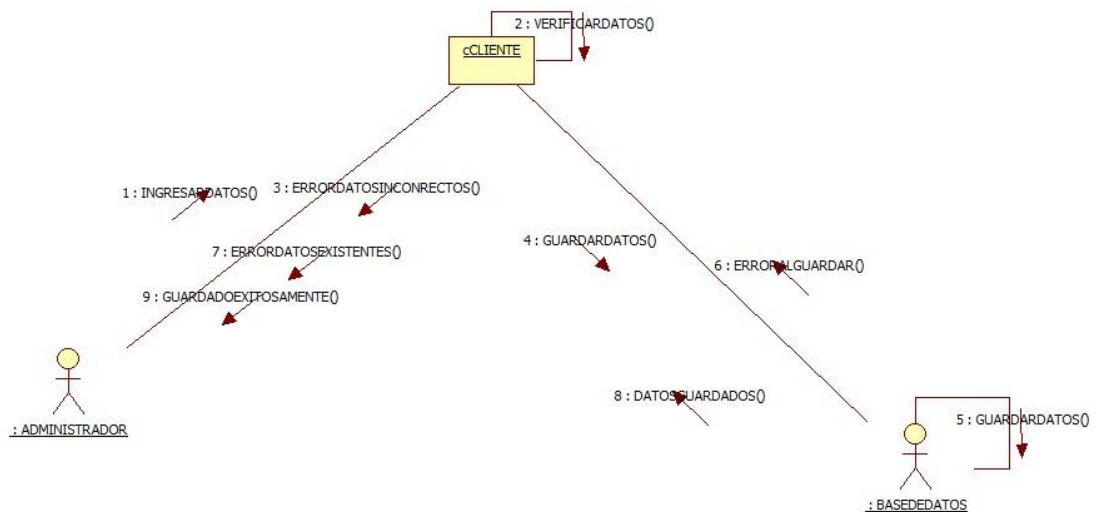 2 : VERIFICARDATOS()
cCLIENTE
1 : INGRESARDATOS()
3 : ERRORDATOSINCONRECTOS()
7 : ERRORDATOSEXISTENTES()
4 : GUARDARDATOS()
6 : ERRORALGUARDAR()
9 : GUARDADOEXITOSAMENTE()
8 : DATOSGUARDADOS()
5 : GUARDARDATOS()
: ADMINISTRADOR
: BASEDEDATOS